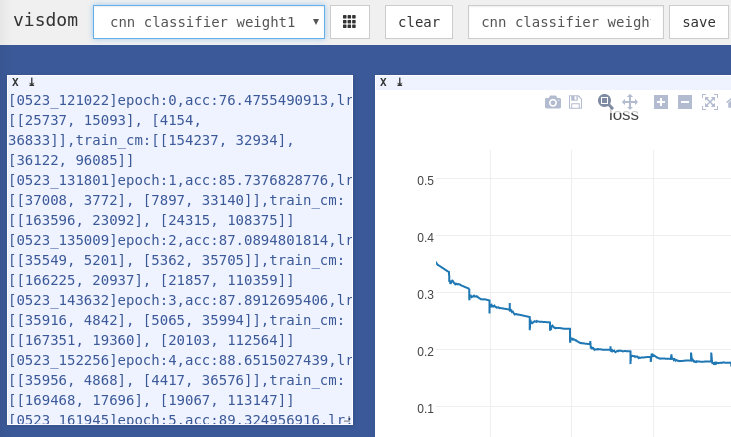 visdom
cnn classifier weight1
clear
cnn classifier weigh
save
X
[0523_121022]epoch:0,acc:76.4755490913,lr
[[25737, 15093], [4154,
36833]],train_cm:[[154237, 32934],
[36122, 96085]]
[0523_131801]epoch:1,acc:85.7376828776,lr
[[37008, 3772], [7897, 33140]],train_cm:
[[163596, 23092], [24315, 108375]]
[0523_135009]epoch:2,acc:87.0894801814,lr
[[35549, 5201], [5362, 35705]],train_cm:
[[166225, 20937], [21857, 110359]]
[0523_143632]epoch:3,acc:87.8912695406,lr
[[35916, 4842], [5065, 35994]],train_cm:
[[167351, 19360], [20103, 112564]]
[0523_152256]epoch:4,acc:88.6515027439,lr
[[35956, 4868], [4417, 36576]],train_cm:
[[169468, 17696], [19067, 113147]]
[0523_161945]epoch:5,acc:89.324956916,lr:
X
loss
0.5
0.4
0.3
0.2
0.1